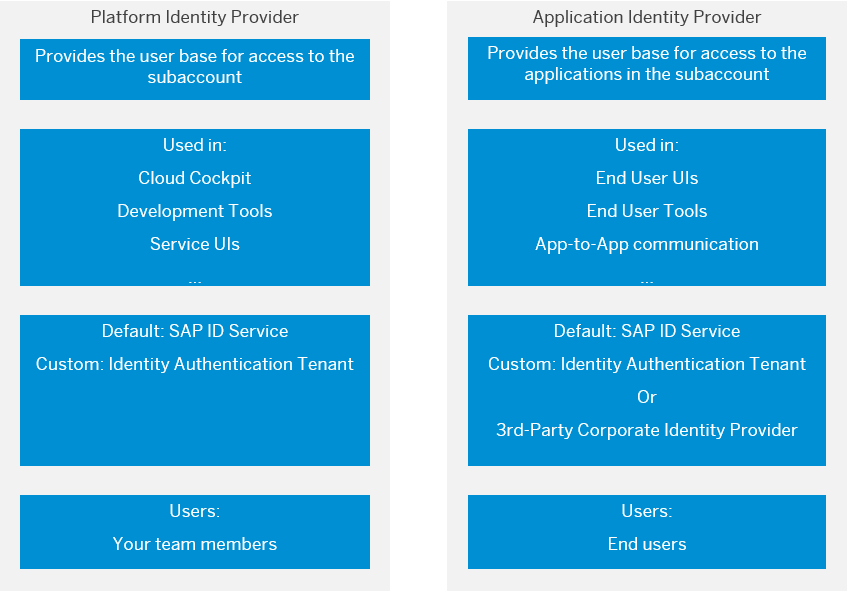 Platform Identity Provider
Provides the user base for access to the
subaccount
Used in:
Cloud Cockpit
Development Tools
Service UIs
...
Default: SAP ID Service
Custom: Identity Authentication Tenant
Users:
Your team members
Application Identity Provider
Provides the user base for access to the
applications in the subaccount
Used in:
End User UIs
End User Tools
App-to-App communication
...
Default: SAP ID Service
Custom: Identity Authentication Tenant
Or
3rd-Party Corporate Identity Provider
Users:
End users